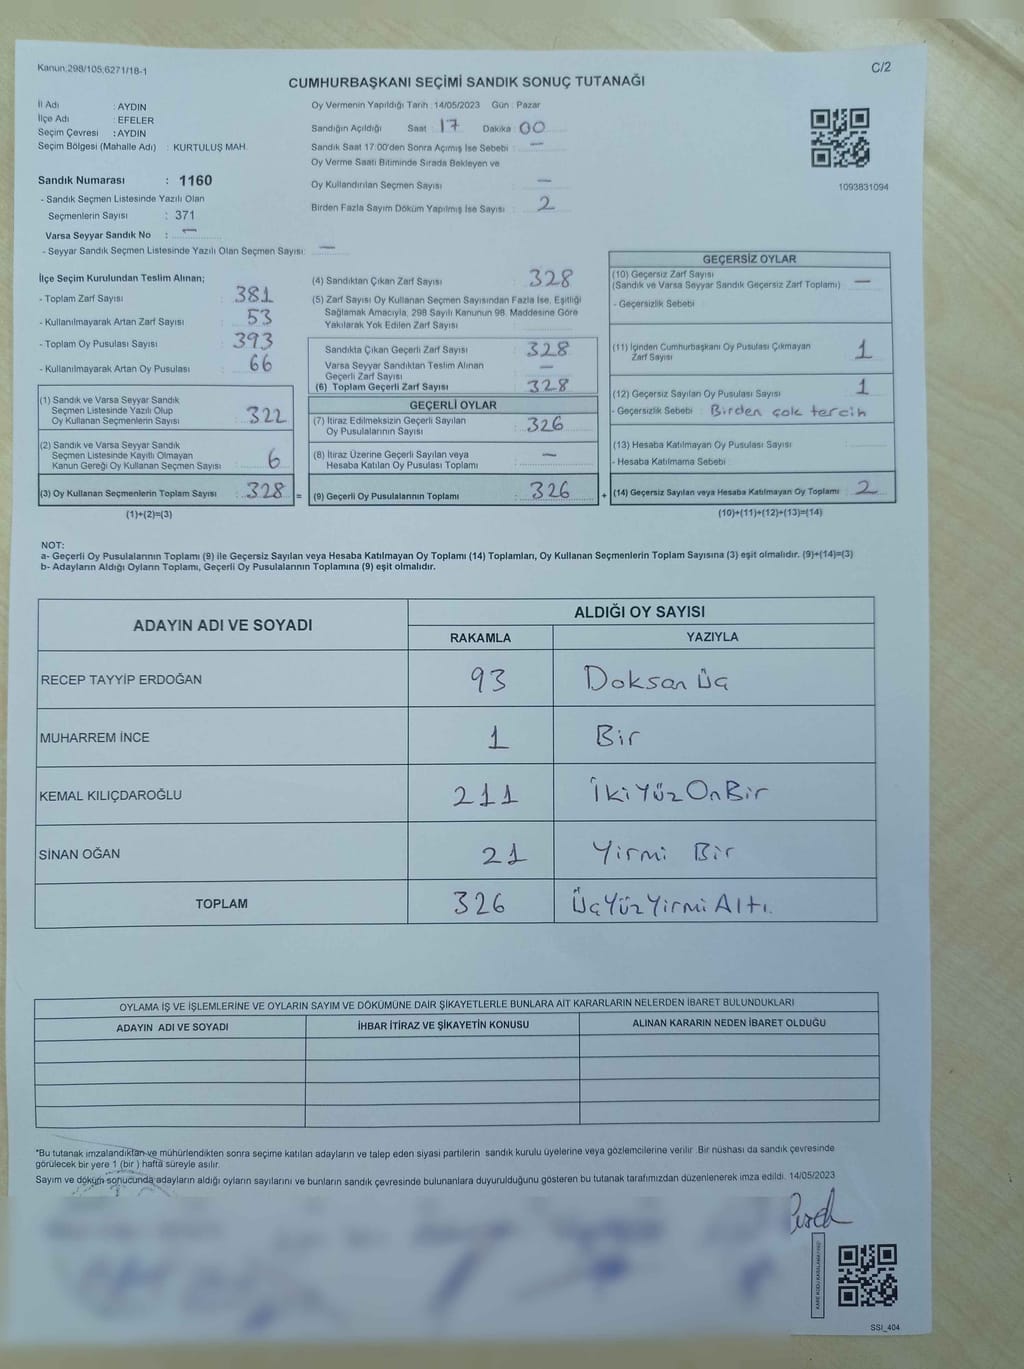 Kanun,298/105,6271/18-1
C/2
CUMHURBAŞKANI SEÇİMİ SANDIK SONUÇ TUTANAĞI
İl Adı : AYDIN
İlçe Adı : EFELER
Seçim Çevresi : AYDIN
Seçim Bölgesi (Mahalle Adı) : KURTULUŞ MAH.
Sandık Numarası : 1160
- Sandık Seçmen Listesinde Yazılı Olan
Seçmenlerin Sayısı : 371
Varsa Seyyar Sandık No : —
- Seyyar Sandık Seçmen Listesinde Yazılı Olan Seçmen Sayısı: —
Oy Vermenin Yapıldığı Tarih : 14/05/2023 Gün : Pazar
Sandığın Açıldığı Saat : 17 Dakika : 00
Sandık Saat 17:00'den Sonra Açımış İse Sebebi : —
Oy Verme Saati Bitiminde Sırada Bekleyen ve
Oy Kullandırılan Seçmen Sayısı : —
Birden Fazla Sayım Döküm Yapılmış İse Sayısı : 2
1093831094
İlçe Seçim Kurulundan Teslim Alınan;
- Toplam Zarf Sayısı : 381
- Kullanılmayarak Artan Zarf Sayısı : 53
- Toplam Oy Pusulası Sayısı : 393
- Kullanılmayarak Artan Oy Pusulası : 66
(1) Sandık ve Varsa Seyyar Sandık
Seçmen Listesinde Yazılı Olup
Oy Kullanan Seçmenlerin Sayısı : 322
(2) Sandık ve Varsa Seyyar Sandık
Seçmen Listesinde Kayıtlı Olmayan
Kanun Gereği Oy Kullanan Seçmen Sayısı : 6
(3) Oy Kullanan Seçmenlerin Toplam Sayısı : 328 =
(1)+(2)=(3)
(4) Sandıktan Çıkan Zarf Sayısı : 328
(5) Zarf Sayısı Oy Kullanan Seçmen Sayısından Fazla İse, Eşitliği
Sağlamak Amacıyla, 298 Sayılı Kanunun 98. Maddesine Göre
Yakılarak Yok Edilen Zarf Sayısı :
Sandıkta Çıkan Geçerli Zarf Sayısı : 328
Varsa Seyyar Sandıktan Teslim Alınan
Geçerli Zarf Sayısı : —
(6) Toplam Geçerli Zarf Sayısı : 328
GEÇERLİ OYLAR
(7) İtiraz Edilmeksizin Geçerli Sayılan
Oy Pusulalarının Sayısı : 326
(8) İtiraz Üzerine Geçerli Sayılan veya
Hesaba Katılan Oy Pusulası Toplamı : —
(9) Geçerli Oy Pusulalarının Toplamı : 326 +
GEÇERSİZ OYLAR
(10) Geçersiz Zarf Sayısı
(Sandık ve Varsa Seyyar Sandık Geçersiz Zarf Toplamı) : —
- Geçersizlik Sebebi :
(11) İçinden Cumhurbaşkanı Oy Pusulası Çıkmayan
Zarf Sayısı : 1
(12) Geçersiz Sayılan Oy Pusulası Sayısı : 1
- Geçersizlik Sebebi : Birden çok tercih
(13) Hesaba Katılmayan Oy Pusulası Sayısı :
- Hesaba Katılmama Sebebi :
(14) Geçersiz Sayılan veya Hesaba Katılmayan Oy Toplamı : 2
(10)+(11)+(12)+(13)=(14)
NOT:
a- Geçerli Oy Pusulalarının Toplamı (9) ile Geçersiz Sayılan veya Hesaba Katılmayan Oy Toplamı (14) Toplamları, Oy Kullanan Seçmenlerin Toplam Sayısına (3) eşit olmalıdır. (9)+(14)=(3)
b- Adayların Aldığı Oyların Toplamı, Geçerli Oy Pusulalarının Toplamına (9) eşit olmalıdır.
ADAYIN ADI VE SOYADI
ALDIĞI OY SAYISI
RAKAMLA YAZIYLA
RECEP TAYYİP ERDOĞAN 93 Doksan Üç
MUHARREM İNCE 1 Bir
KEMAL KILIÇDAROĞLU 211 İkiYüzOnBir
SİNAN OĞAN 21 Yirmi Bir
TOPLAM 326 ÜçYüzYirmiAltı.
OYLAMA İŞ VE İŞLEMLERİNE VE OYLARIN SAYIM VE DÖKÜMÜNE DAİR ŞİKAYETLERLE BUNLARA AİT KARARLARIN NELERDEN İBARET BULUNDUKLARI
ADAYIN ADI VE SOYADI İHBAR İTİRAZ VE ŞİKAYETİN KONUSU ALINAN KARARIN NEDEN İBARET OLDUĞU
*Bu tutanak imzalandıktan ve mühürlendikten sonra seçime katılan adayların ve talep eden siyasi partilerin sandık kurulu üyelerine veya gözlemcilerine verilir. Bir nüshası da sandık çevresinde
görülecek bir yere 1 (bir ) hafta süreyle asılır.
Sayım ve döküm sonucunda adayların aldığı oyların sayılarını ve bunların sandık çevresinde bulunanlara duyurulduğunu gösteren bu tutanak tarafımızdan düzenlenerek imza edildi. 14/05/2023
SSI_404